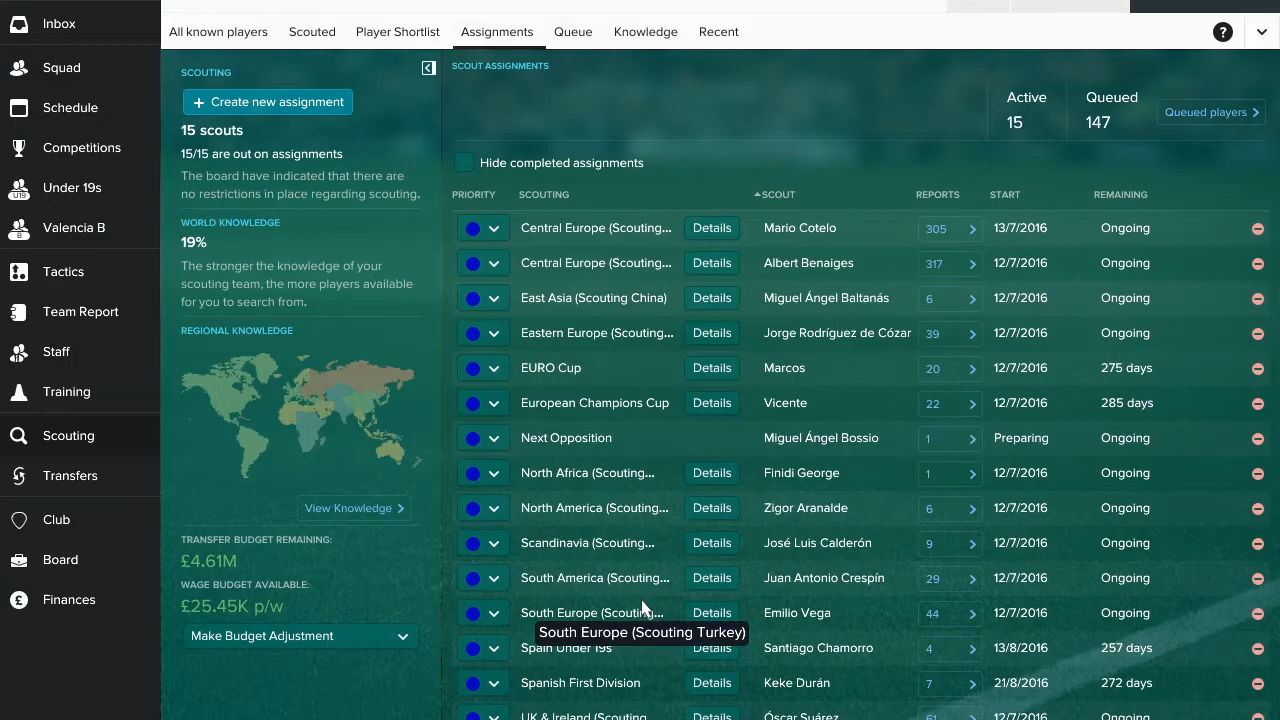 Inbox
Squad
Schedule
Competitions
Under 19s
U19
Valencia B
B
Tactics
Team Report
Staff
Training
Scouting
Transfers
Club
Board
Finances
All known players Scouted Player Shortlist Assignments Queue Knowledge Recent ?
SCOUTING
+ Create new assignment
15 scouts
15/15 are out on assignments
The board have indicated that there are
no restrictions in place regarding scouting.
WORLD KNOWLEDGE
19%
The stronger the knowledge of your
scouting team, the more players available
for you to search from.
REGIONAL KNOWLEDGE
View Knowledge >
TRANSFER BUDGET REMAINING:
£4.61M
WAGE BUDGET AVAILABLE:
£25.45K p/w
Make Budget Adjustment
SCOUT ASSIGNMENTS
Active Queued
15 147
Queued players >
Hide completed assignments
PRIORITY SCOUTING SCOUT REPORTS START REMAINING
Central Europe (Scouting... Details Mario Cotelo 305 13/7/2016 Ongoing
Central Europe (Scouting... Details Albert Benaiges 317 12/7/2016 Ongoing
East Asia (Scouting China) Details Miguel Ángel Baltanás 6 12/7/2016 Ongoing
Eastern Europe (Scouting... Details Jorge Rodríguez de Cózar 39 12/7/2016 Ongoing
EURO Cup Details Marcos 20 12/7/2016 275 days
European Champions Cup Details Vicente 22 12/7/2016 285 days
Next Opposition Miguel Ángel Bossio 1 Preparing Ongoing
North Africa (Scouting... Details Finidi George 1 12/7/2016 Ongoing
North America (Scouting... Details Zigor Aranalde 6 12/7/2016 Ongoing
Scandinavia (Scouting... Details José Luis Calderón 9 12/7/2016 Ongoing
South America (Scouting... Details Juan Antonio Crespín 29 12/7/2016 Ongoing
South Europe (Scouting... Details Emilio Vega 44 12/7/2016 Ongoing
South Europe (Scouting Turkey)
Spain Under 19s Details Santiago Chamorro 4 13/8/2016 257 days
Spanish First Division Details Keke Durán 7 21/8/2016 272 days
UK & Ireland (Scouting Details Óscar Suárez 61 12/7/2016 Ongoing